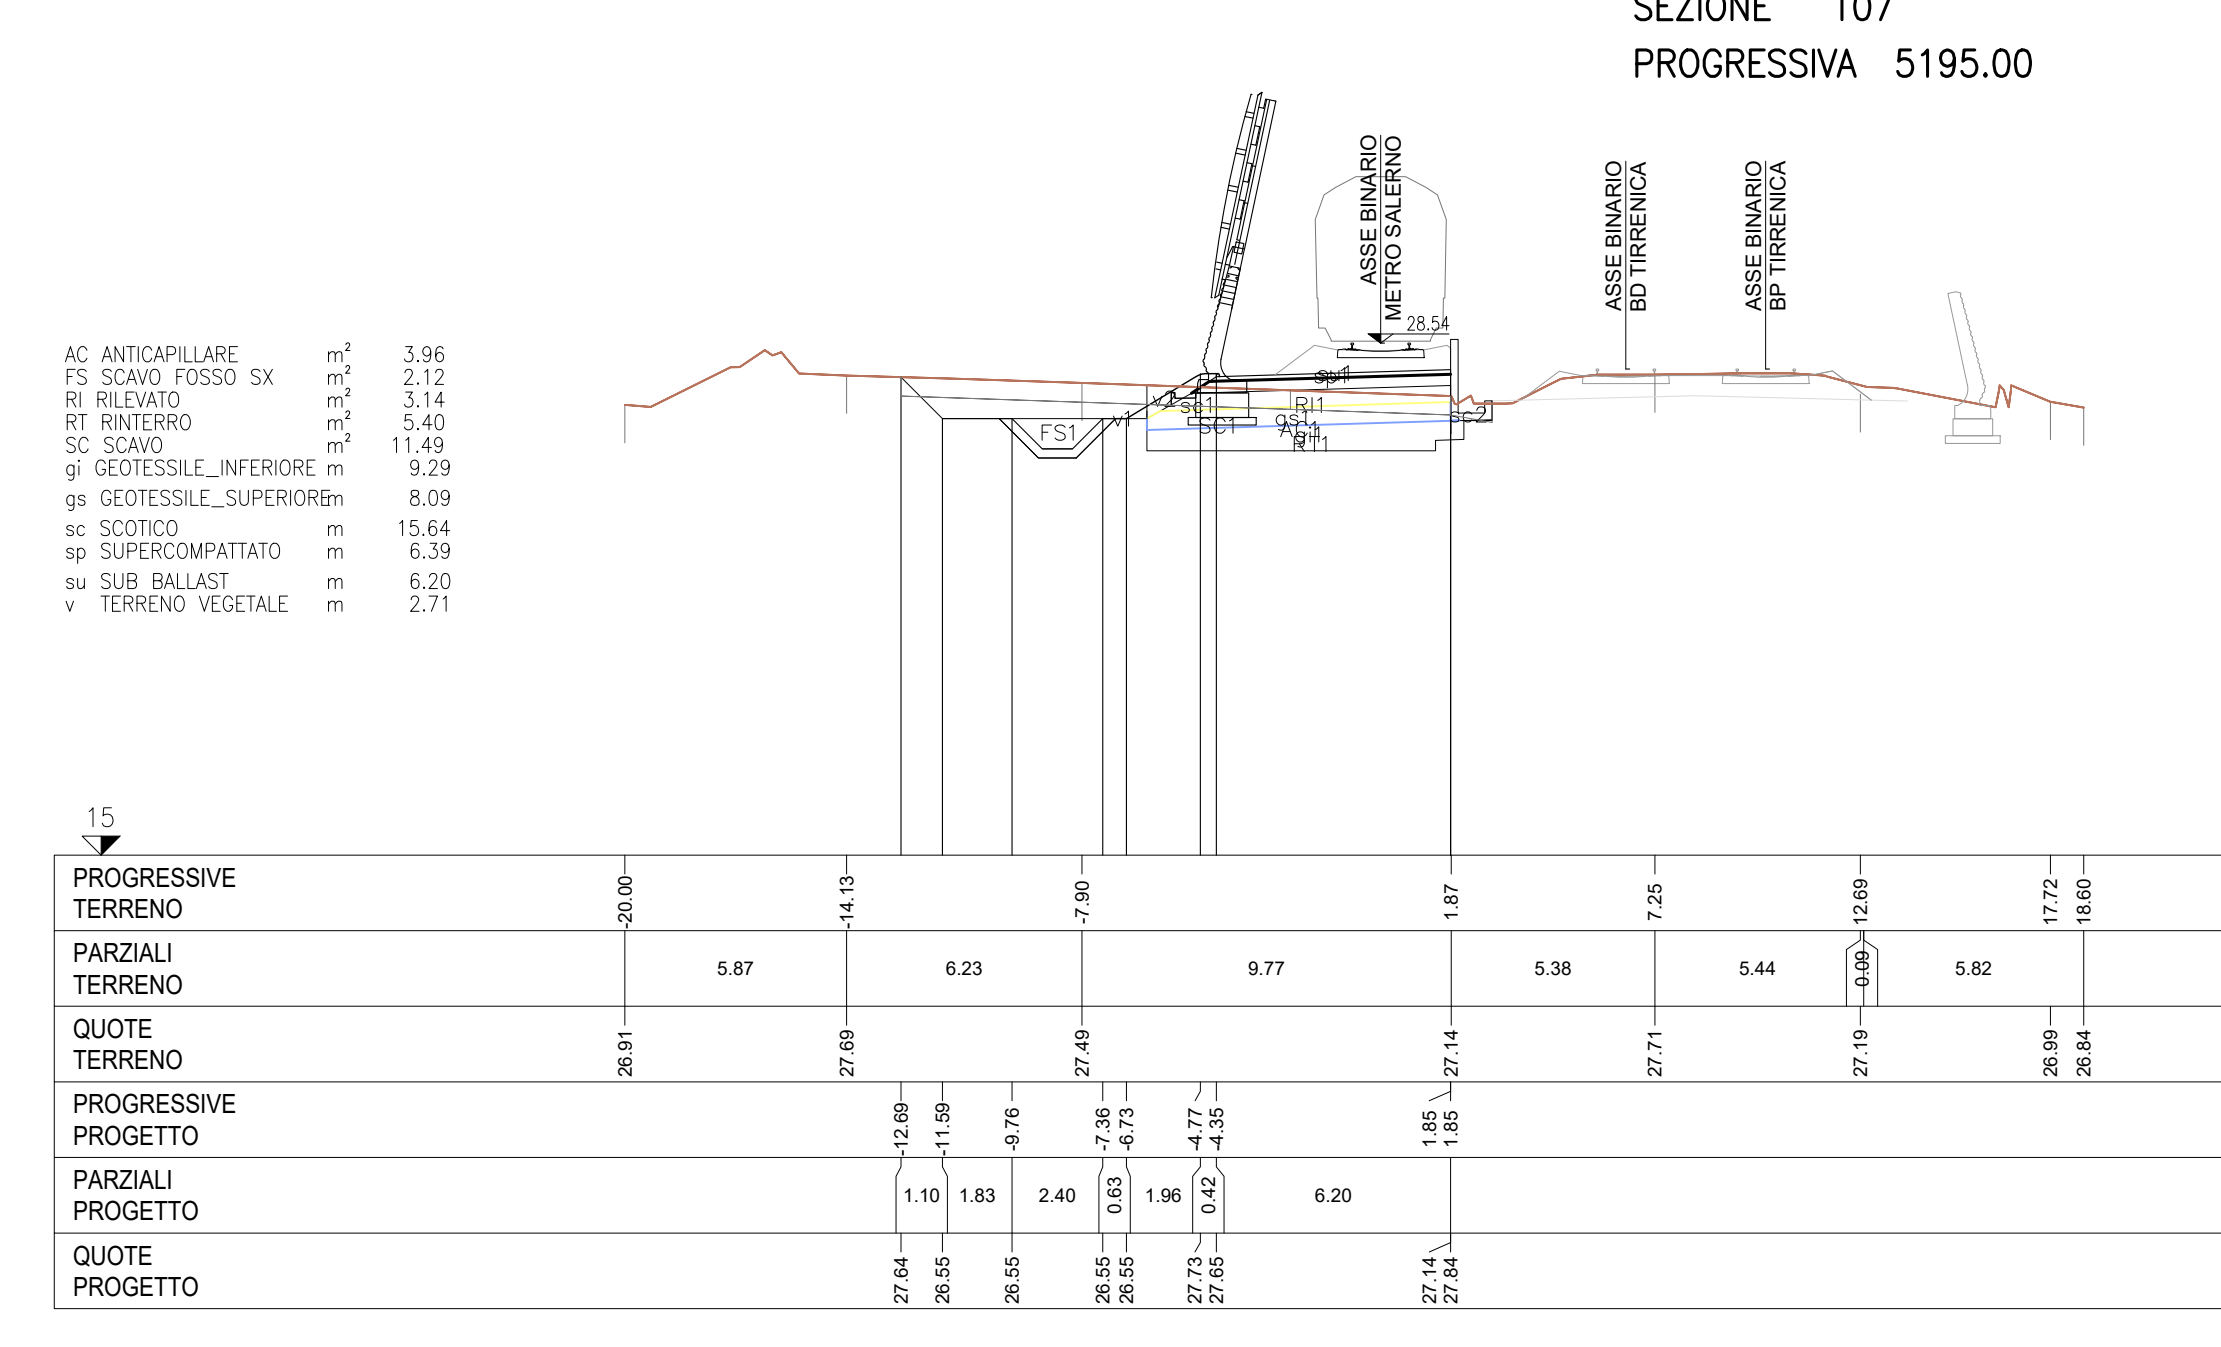 SEZIONE 107
PROGRESSIVA 5195.00
ASSE BINARIO
METRO SALERNO
ASSE BINARIO
BD TIRRENICA
ASSE BINARIO
BP TIRRENICA
28.54
AC ANTICAPILLARE m² 3.96
FS SCAVO FOSSO SX m² 2.12
RI RILEVATO m² 3.14
RT RINTERRO m² 5.40
SC SCAVO m² 11.49
gi GEOTESSILE_INFERIORE m 9.29
gs GEOTESSILE_SUPERIORE m 8.09
sc SCOTICO m 15.64
sp SUPERCOMPATTATO m 6.39
su SUB BALLAST m 6.20
v TERRENO VEGETALE m 2.71
su1
v2
sc1
RI1
v1
gs1
sc2
SC1
FS1
15
PROGRESSIVE
TERRENO
-20.00 -14.13 -7.90 1.87 7.25 12.69 17.72 18.60
PARZIALI
TERRENO
5.87 6.23 9.77 5.38 5.44 0.09 5.82
QUOTE
TERRENO
26.91 27.69 27.49 27.14 27.71 27.19 26.99 26.84
PROGRESSIVE
PROGETTO
-12.69 -11.59 -9.76 -7.36 -6.73 -4.77 -4.35 1.85 1.85
PARZIALI
PROGETTO
1.10 1.83 2.40 0.63 1.96 0.42 6.20
QUOTE
PROGETTO
27.64 26.55 26.55 26.55 26.55 27.73 27.65 27.14 27.84